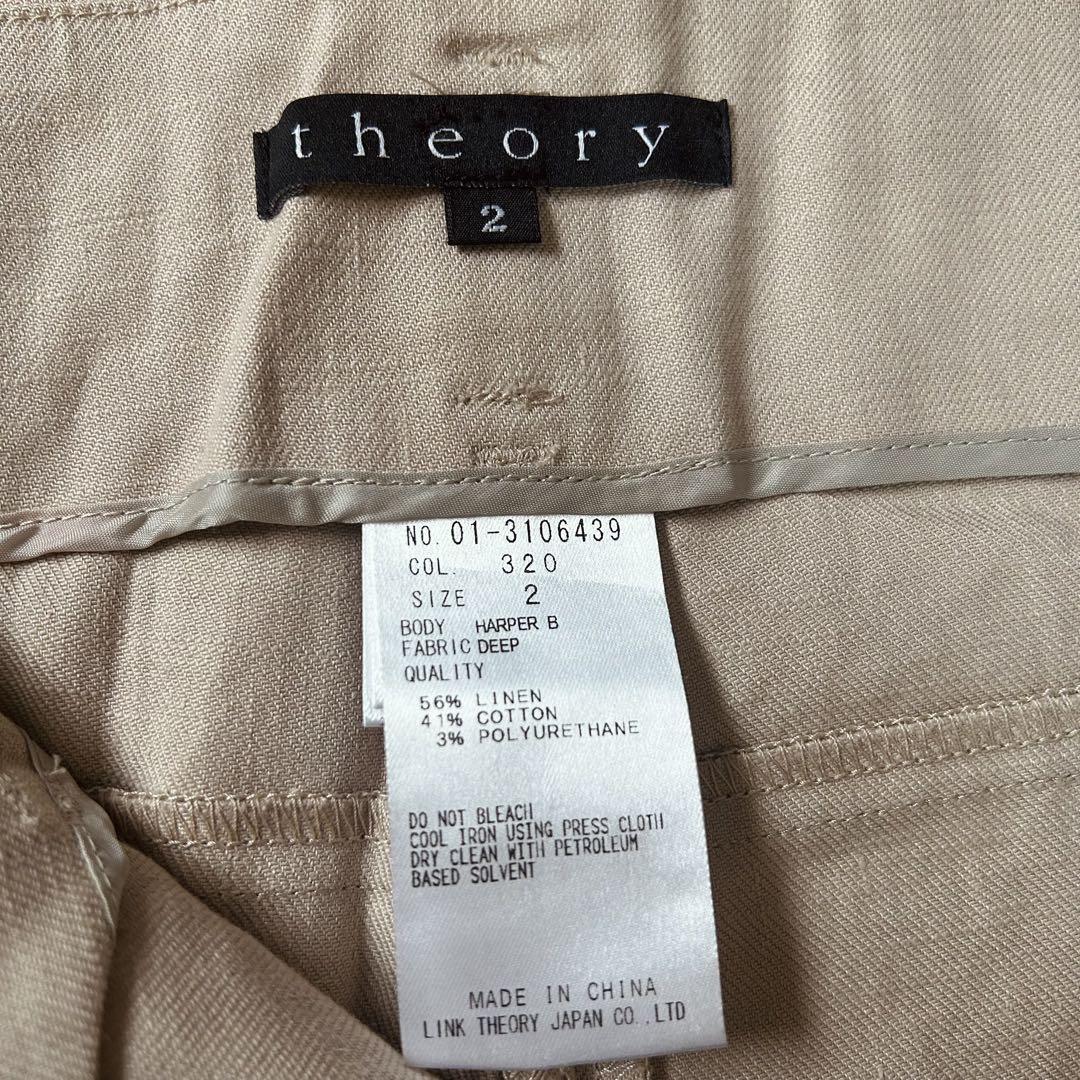 theory
2
NO. 01-3106439
COL. 320
SIZE 2
BODY HARPER B
FABRIC DEEP
QUALITY
56% LINEN
41% COTTON
3% POLYURETHANE
DO NOT BLEACH
COOL IRON USING PRESS CLOTH
DRY CLEAN WITH PETROLEUM
BASED SOLVENT
MADE IN CHINA
LINK THEORY JAPAN CO.,LTD